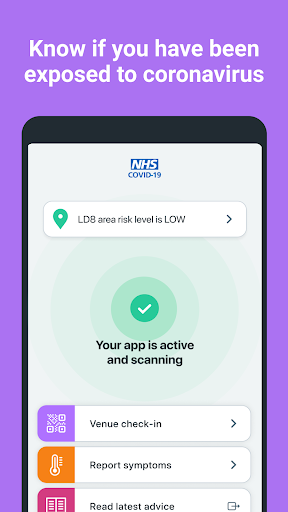 Know if you have been
exposed to coronavirus
NHS
COVID-19
LD8 area risk level is LOW
Your app is active
and scanning
Venue check-in
Report symptoms
Read latest advice